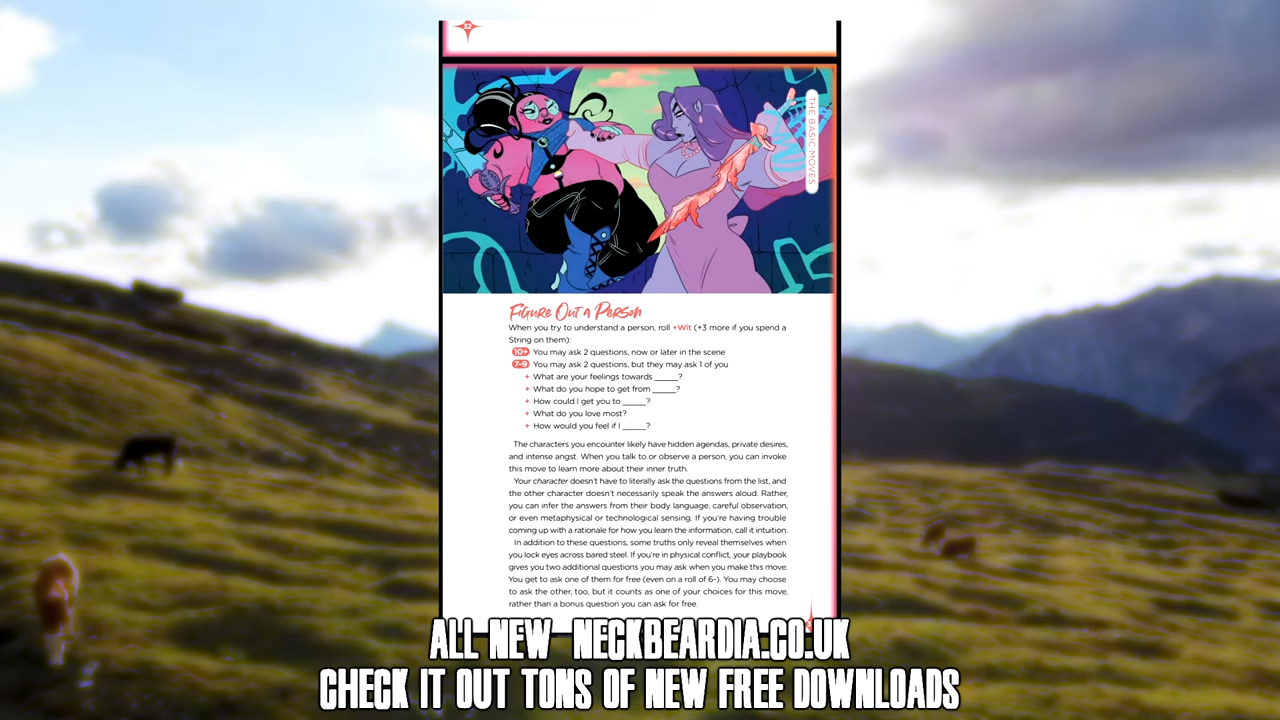 32
THE BASIC MOVES
Figure Out a Person
When you try to understand a person, roll +Wit (+3 more if you spend a
String on them):
10+ You may ask 2 questions, now or later in the scene
7-9 You may ask 2 questions, but they may ask 1 of you
+ What are your feelings towards _____?
+ What do you hope to get from _____?
+ How could I get you to _____?
+ What do you love most?
+ How would you feel if I _____?
The characters you encounter likely have hidden agendas, private desires,
and intense angst. When you talk to or observe a person, you can invoke
this move to learn more about their inner truth.
Your character doesn't have to literally ask the questions from the list, and
the other character doesn't necessarily speak the answers aloud. Rather,
you can infer the answers from their body language, careful observation,
or even metaphysical or technological sensing. If you're having trouble
coming up with a rationale for how you learn the information, call it intuition.
In addition to these questions, some truths only reveal themselves when
you lock eyes across bared steel. If you're in physical conflict, your playbook
gives you two additional questions you may ask when you make this move.
You get to ask one of them for free (even on a roll of 6-). You may choose
to ask the other, too, but it counts as one of your choices for this move,
rather than a bonus question you can ask for free.
ALL NEW NECKBEARDIA.CO.UK
CHECK IT OUT TONS OF NEW FREE DOWNLOADS